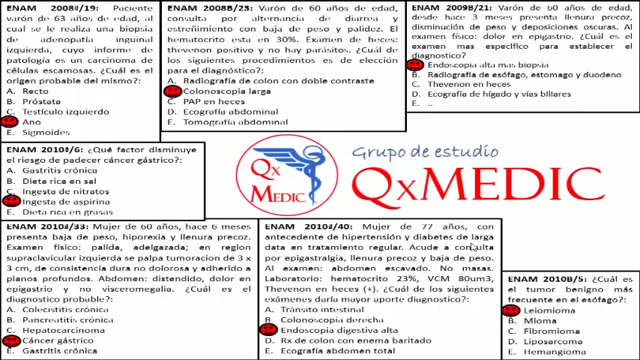 ENAM 2008A/19: Paciente
varón de 63 años de edad, al
cual se le realiza una biopsia
de adenopatía inguinal
izquierda, cuyo informe de
patología es un carcinoma de
células escamosas. ¿Cuál es el
origen probable del mismo?
A. Recto
B. Próstata
C. Testículo izquierdo
Ano
E. Sigmoides
ENAM 2008B/23: Varón de 60 años de edad,
consulta por alternancia de diarrea y
estreñimiento con baja de peso y palidez. El
hematocrito esta en 30%. Examen de heces:
thevenon positivo y no hay parásitos. ¿Cuál de
los siguientes procedimientos es de elección
para el diagnóstico?
A. Radiografía de colon con doble contraste
Colonoscopia larga
C. PAP en heces
D. Ecografía abdominal
E. Tomografía abdominal
ENAM 2009B/21: Varón de 60 años de edad,
desde hace 3 meses presenta llenura precoz,
disminución de peso y deposiciones oscuras. Al
examen físico: dolor en epigastrio. ¿Cuál es el
examen mas específico para establecer el
diagnostico?
Endoscopia alta mas biopsia
B. Radiografía de esófago, estomago y duodeno
C. Thevenon en heces
D. Ecografía de hígado y vías biliares
E. ..
ENAM 2010A/6: ¿Qué factor disminuye
el riesgo de padecer cáncer gástrico?
A. Gastritis crónica
B. Dieta rica en sal
C. Ingesta de nitratos
Ingesta de aspirina
E. Dieta rica en grasas
Qx
MEDIC
Grupo de estudio
QxMEDIC
ENAM 2010A/33: Mujer de 60 años, hace 6 meses
presenta baja de peso, hiporexia y llenura precoz.
Examen físico: palida, adelgazada; en region
supraclavicular izquierda se palpa tumoracion de 3 x
3 cm, de consistencia dura no dolorosa y adherido a
planos profundos. Abdomen: distendido, dolor en
epigastrio y no visceromegalia. ¿Cuál es el
diagnostico probuble?
A. Colecistitis crónica
B. Pancreatitis crónica
C. Hepatocarcinoma
Cáncer gástrico
E. Gastritis crónica
ENAM 2010A/40: Mujer de 77 años, con
antecedente de hipertensión y diabetes de larga
data en tratamiento regular. Acude a consulta
por epigastralgia, llenura precoz y baja de peso.
Al examen: abdomen escavado. No masas.
Laboratorio: hematocrito 23%, VCM 80um3,
Thevenon en heces (+). ¿Cuál de los siguientes
exámenes daría mayor aporte diagnostico?
A. Tránsito intestinal
B. Colonoscopia derecha
Endoscopia digestiva alta
D. Rx de colon con enema baritado
E. Ecografía abdomen total
ENAM 2010B/5: ¿Cuál es
el tumor benigno más
frecuente en el esófago?
Leiomioma
B. Mioma
C. Fibromioma
D. Liposarcoma
E. Hemangioma